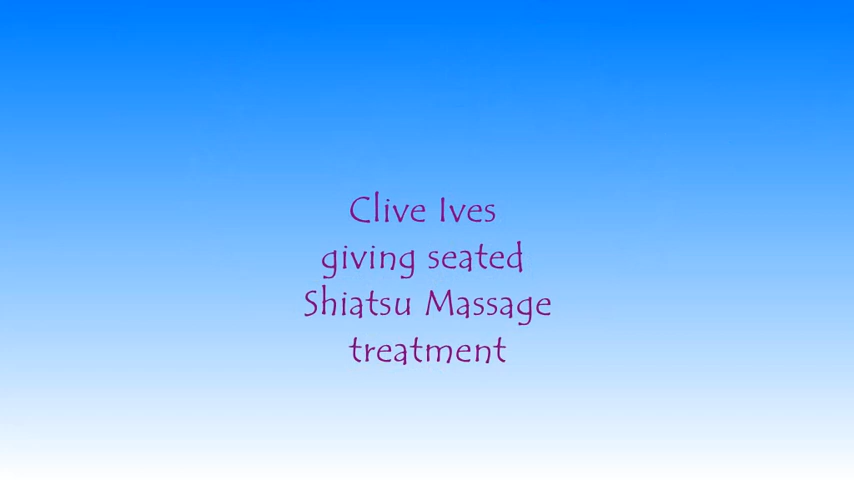 Clive Ives
giving seated
Shiatsu Massage
treatment